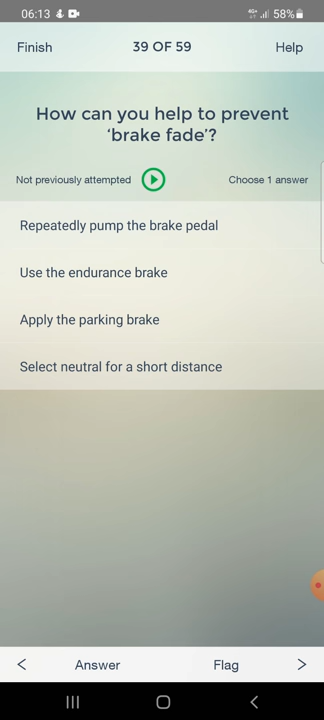 06:13 4G+ 58%
Finish 39 OF 59 Help
How can you help to prevent
‘brake fade’?
Not previously attempted Choose 1 answer
Repeatedly pump the brake pedal
Use the endurance brake
Apply the parking brake
Select neutral for a short distance
< Answer Flag >